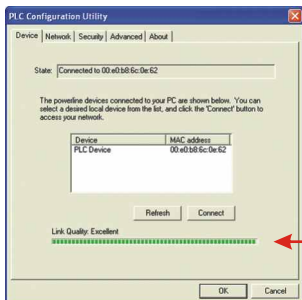 PLC Configuration Utility
Device Network Security Advanced About
State: Connected to 00:e0:b8:6c:0e:62
The powerline devices connected to your PC are shown below. You can
select a desired local device from the list, and click the 'Connect' button to
access your network.
Device MAC address
PLC Device 00:e0:b8:6c:0e:62
Refresh Connect
Link Quality: Excellent
OK Cancel